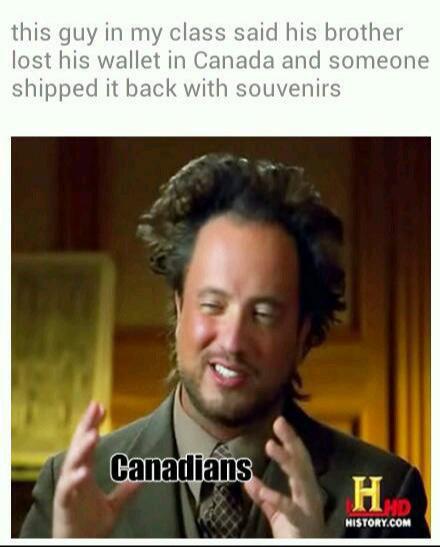 this guy in my class said his brother
lost his wallet in Canada and someone
shipped it back with souvenirs
Canadians
H HD
HISTORY.COM